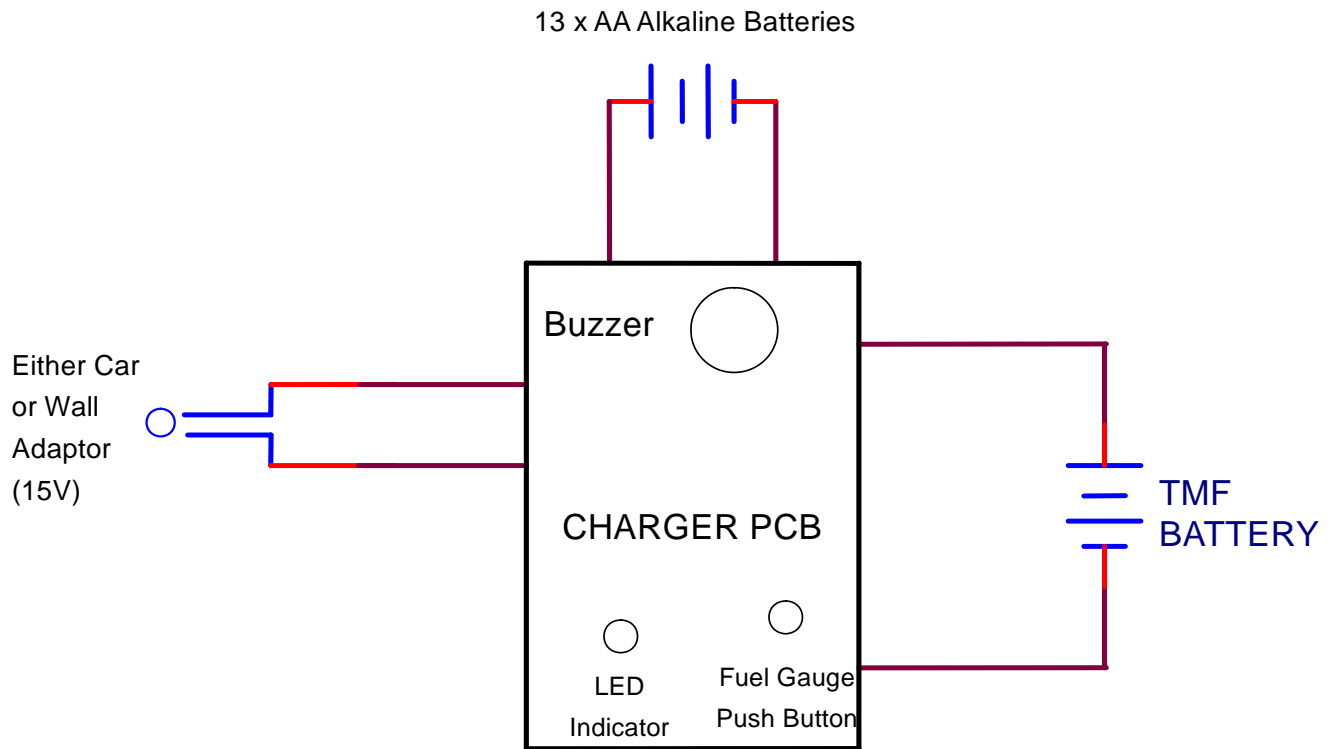 13 x AA Alkaline Batteries
Buzzer
Either Car
or Wall
Adaptor
(15V)
TMF
BATTERY
CHARGER PCB
LED
Indicator
Fuel Gauge
Push Button